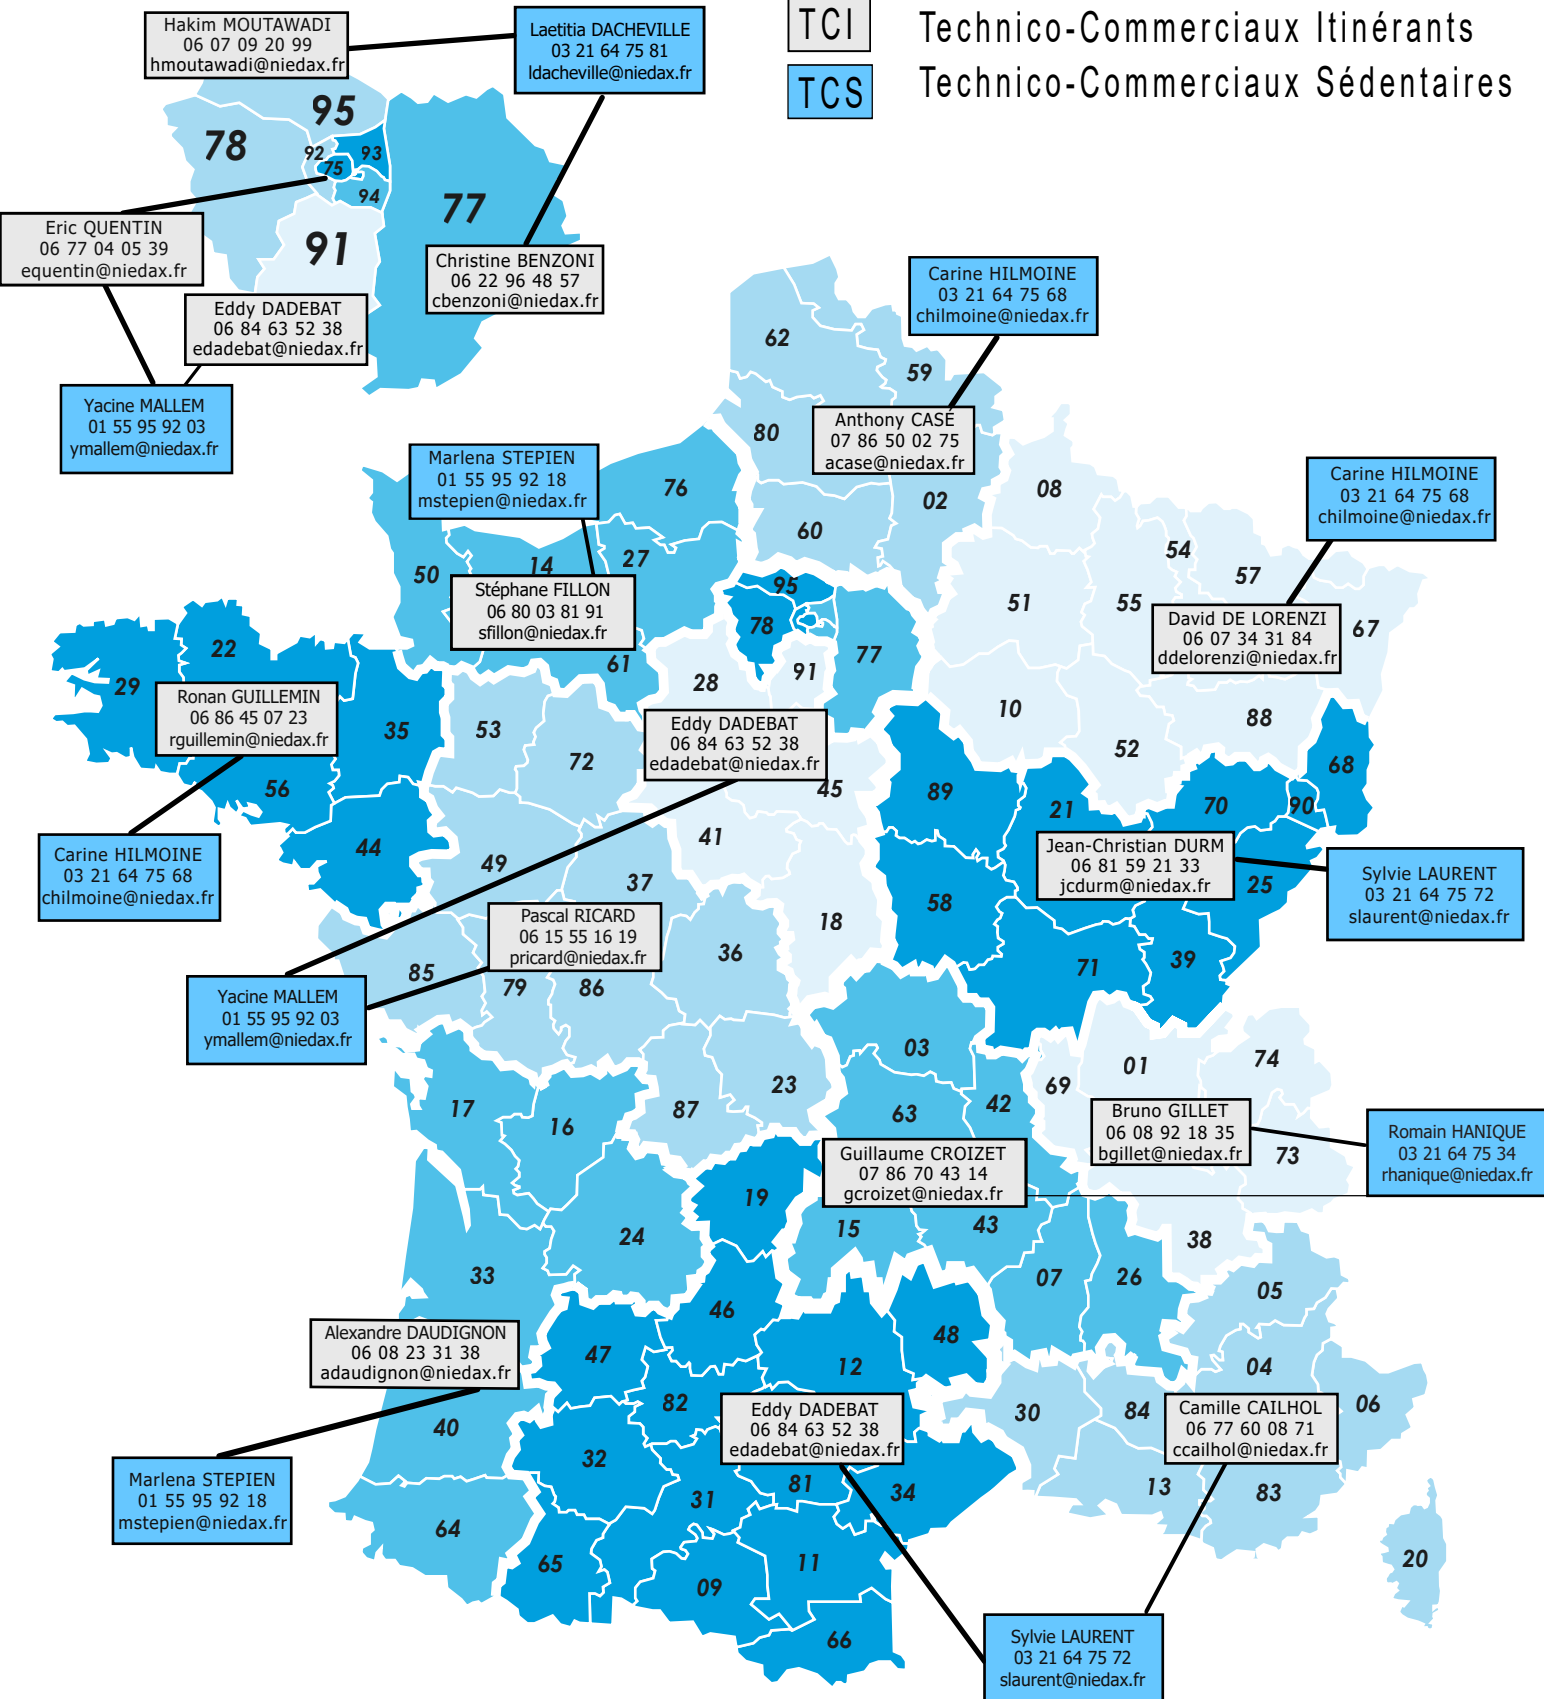 TCI
Technico-Commerciaux Itinérants
TCS
Technico-Commerciaux Sédentaires
Hakim MOUTAWADI
06 07 09 20 99
hmoutawadi@niedax.fr
Laetitia DACHEVILLE
03 21 64 75 81
ldacheville@niedax.fr
95
78
92
93
75
94
77
91
Eric QUENTIN
06 77 04 05 39
equentin@niedax.fr
Christine BENZONI
06 22 96 48 57
cbenzoni@niedax.fr
Eddy DADEBAT
06 84 63 52 38
edadebat@niedax.fr
Yacine MALLEM
01 55 95 92 03
ymallem@niedax.fr
Carine HILMOINE
03 21 64 75 68
chilmoine@niedax.fr
62
59
80
Anthony CASÉ
07 86 50 02 75
acase@niedax.fr
02
60
Marlena STEPIEN
01 55 95 92 18
mstepien@niedax.fr
76
27
14
50
61
Stéphane FILLON
06 80 03 81 91
sfillon@niedax.fr
08
54
57
51
55
67
10
52
88
Carine HILMOINE
03 21 64 75 68
chilmoine@niedax.fr
David DE LORENZI
06 07 34 31 84
ddelorenzi@niedax.fr
95
78
91
77
28
22
29
35
56
44
Ronan GUILLEMIN
06 86 45 07 23
rguillemin@niedax.fr
Carine HILMOINE
03 21 64 75 68
chilmoine@niedax.fr
53
72
49
37
Eddy DADEBAT
06 84 63 52 38
edadebat@niedax.fr
45
41
18
89
21
70
90
68
58
25
71
39
Jean-Christian DURM
06 81 59 21 33
jcdurm@niedax.fr
Sylvie LAURENT
03 21 64 75 72
slaurent@niedax.fr
Pascal RICARD
06 15 55 16 19
pricard@niedax.fr
85
79
86
36
87
23
Yacine MALLEM
01 55 95 92 03
ymallem@niedax.fr
03
63
42
15
43
07
26
Guillaume CROIZET
07 86 70 43 14
gcroizet@niedax.fr
69
01
74
73
38
Bruno GILLET
06 08 92 18 35
bgillet@niedax.fr
Romain HANIQUE
03 21 64 75 34
rhanique@niedax.fr
17
16
24
33
40
64
Alexandre DAUDIGNON
06 08 23 31 38
adaudignon@niedax.fr
Marlena STEPIEN
01 55 95 92 18
mstepien@niedax.fr
19
46
47
12
48
82
32
31
81
34
65
09
11
66
Eddy DADEBAT
06 84 63 52 38
edadebat@niedax.fr
05
04
06
30
84
13
83
20
Camille CAILHOL
06 77 60 08 71
ccailhol@niedax.fr
Sylvie LAURENT
03 21 64 75 72
slaurent@niedax.fr